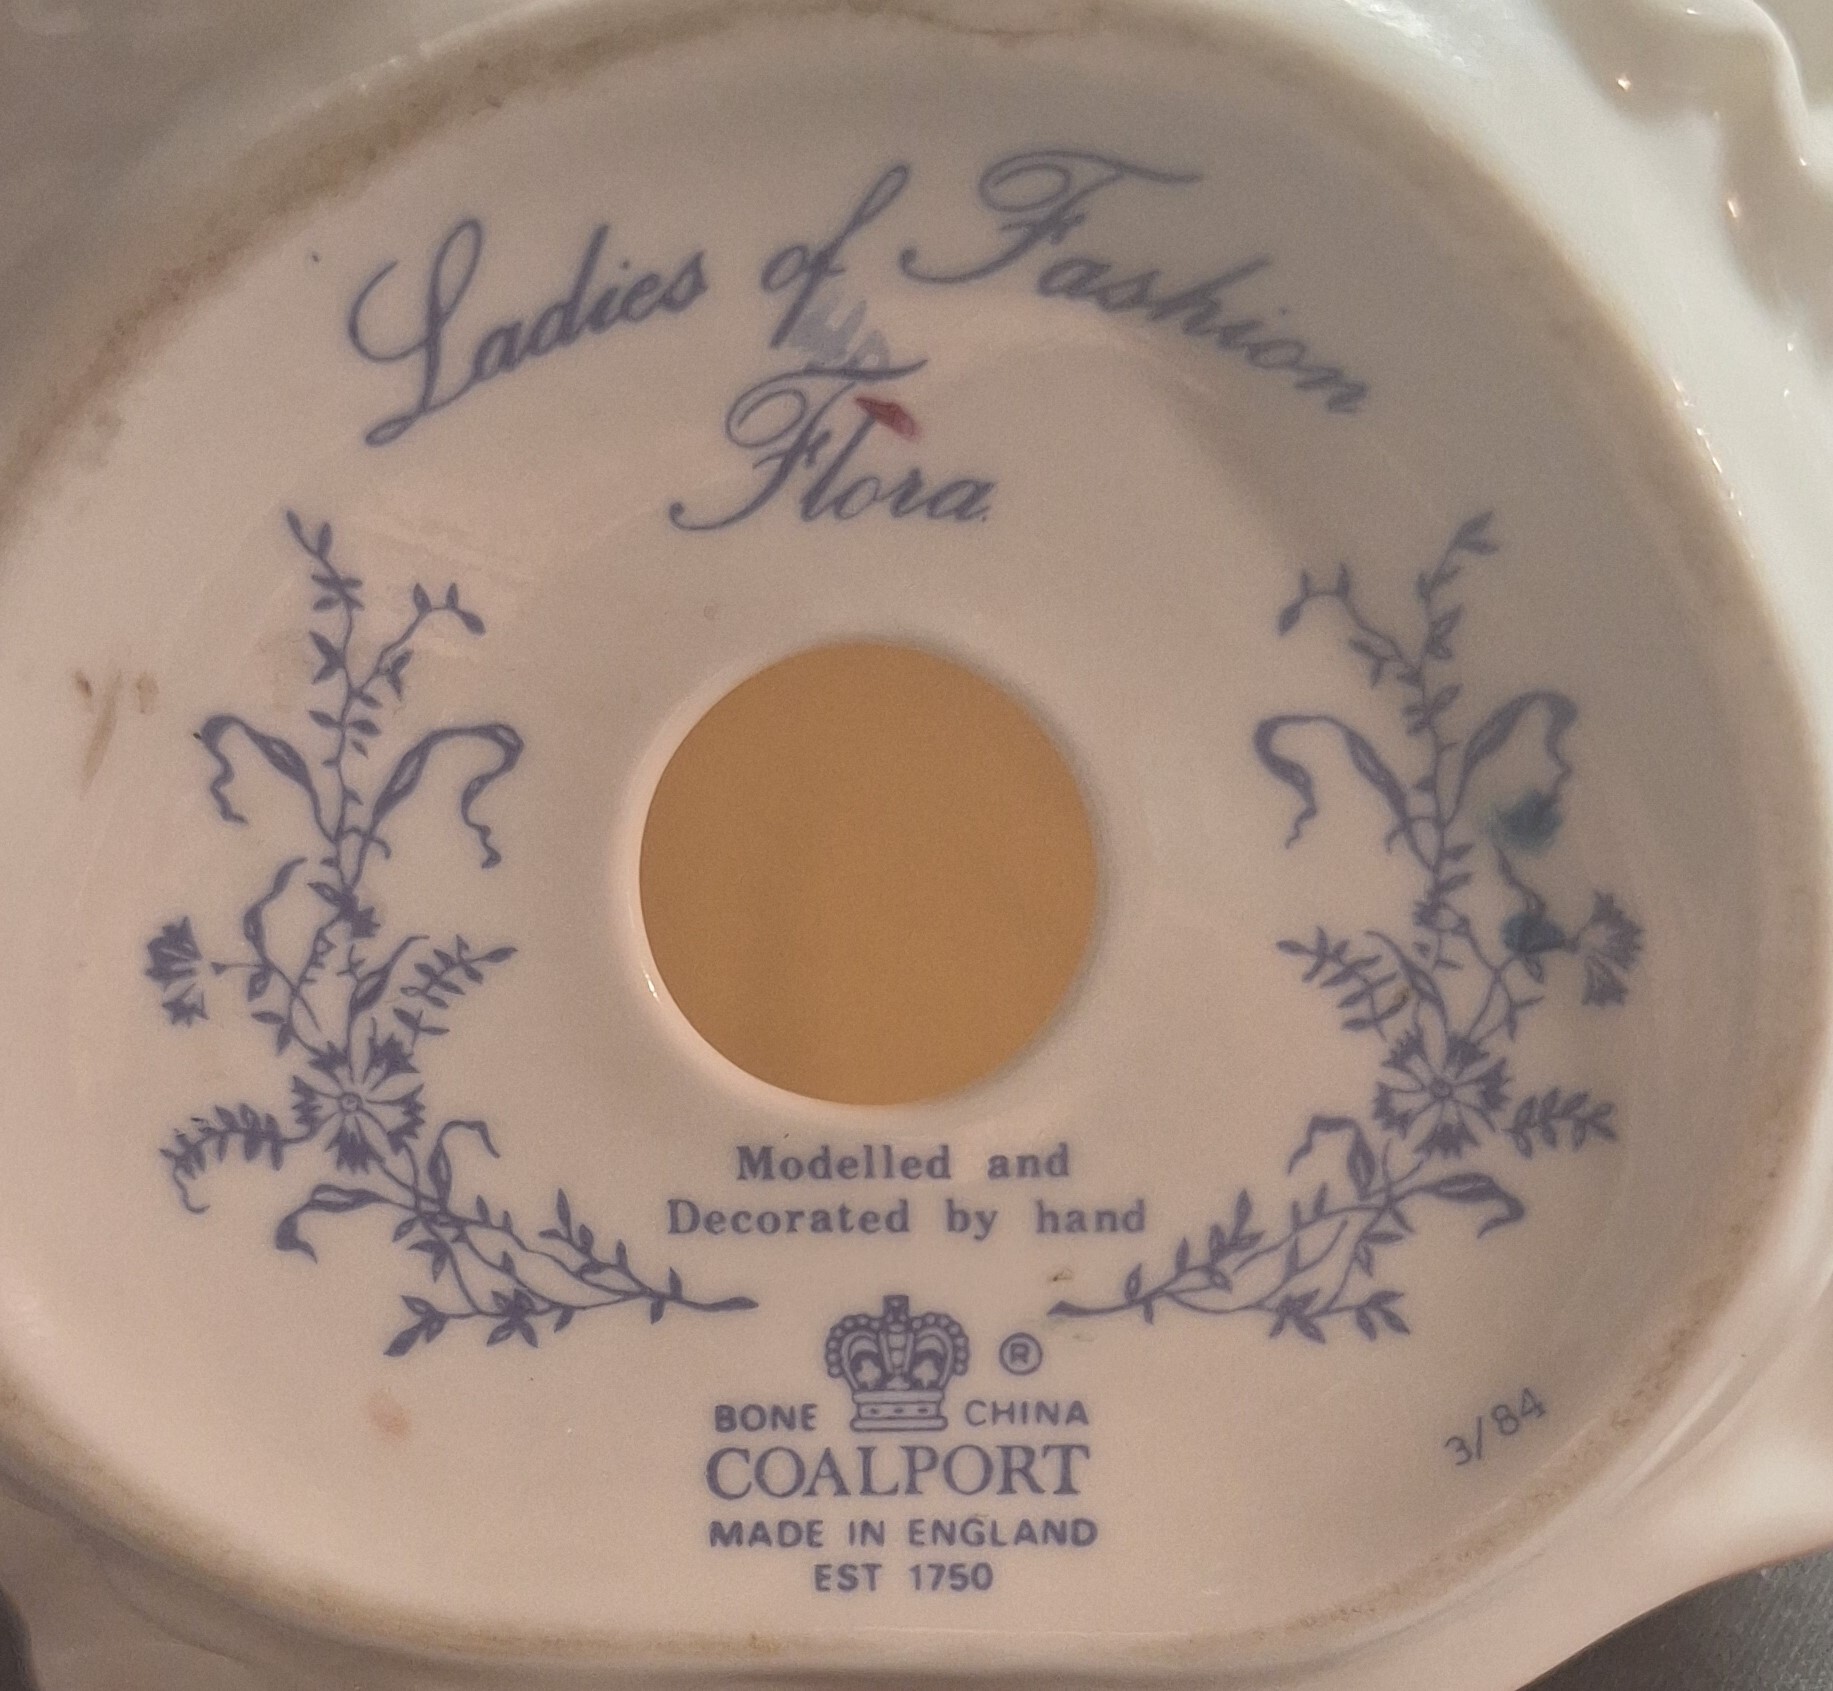 Ladies of Fashion
Flora.
Modelled and
Decorated by hand
®
BONE CHINA
COALPORT
MADE IN ENGLAND
EST 1750
3/84